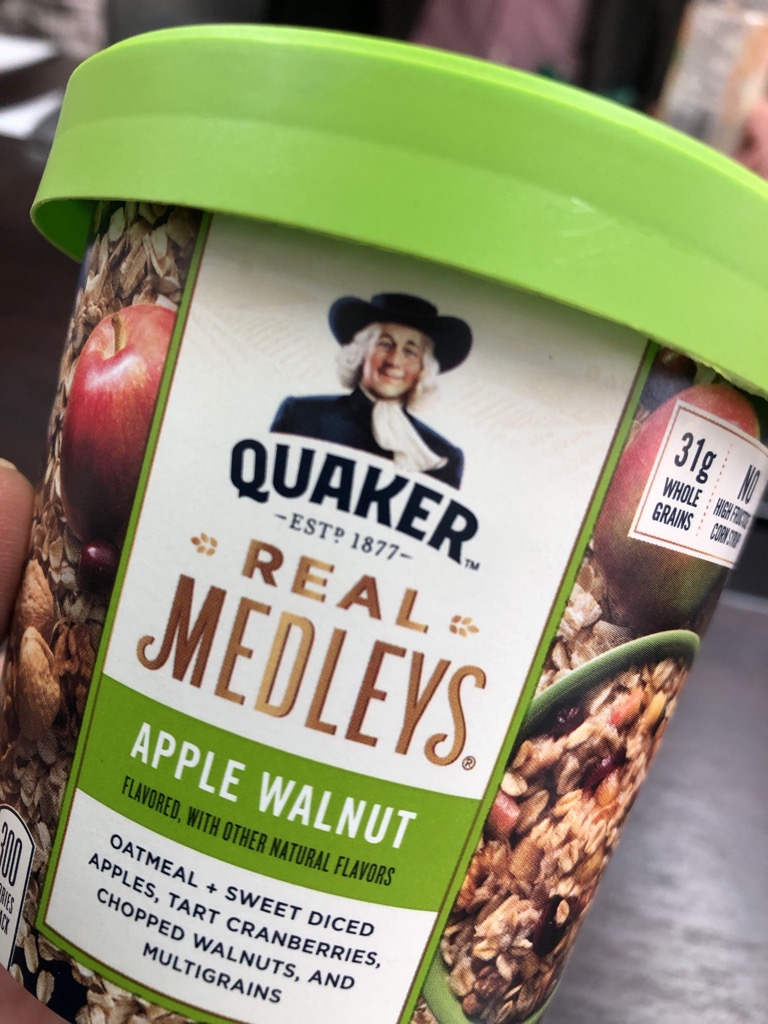 QUAKER™
-ESTD 1877-
REAL
MEDLEYS®
APPLE WALNUT
FLAVORED, WITH OTHER NATURAL FLAVORS
OATMEAL + SWEET DICED
APPLES, TART CRANBERRIES,
CHOPPED WALNUTS, AND
MULTIGRAINS
31g
WHOLE
GRAINS
NO
HIGH FRUCTOSE
CORN SYRUP
300